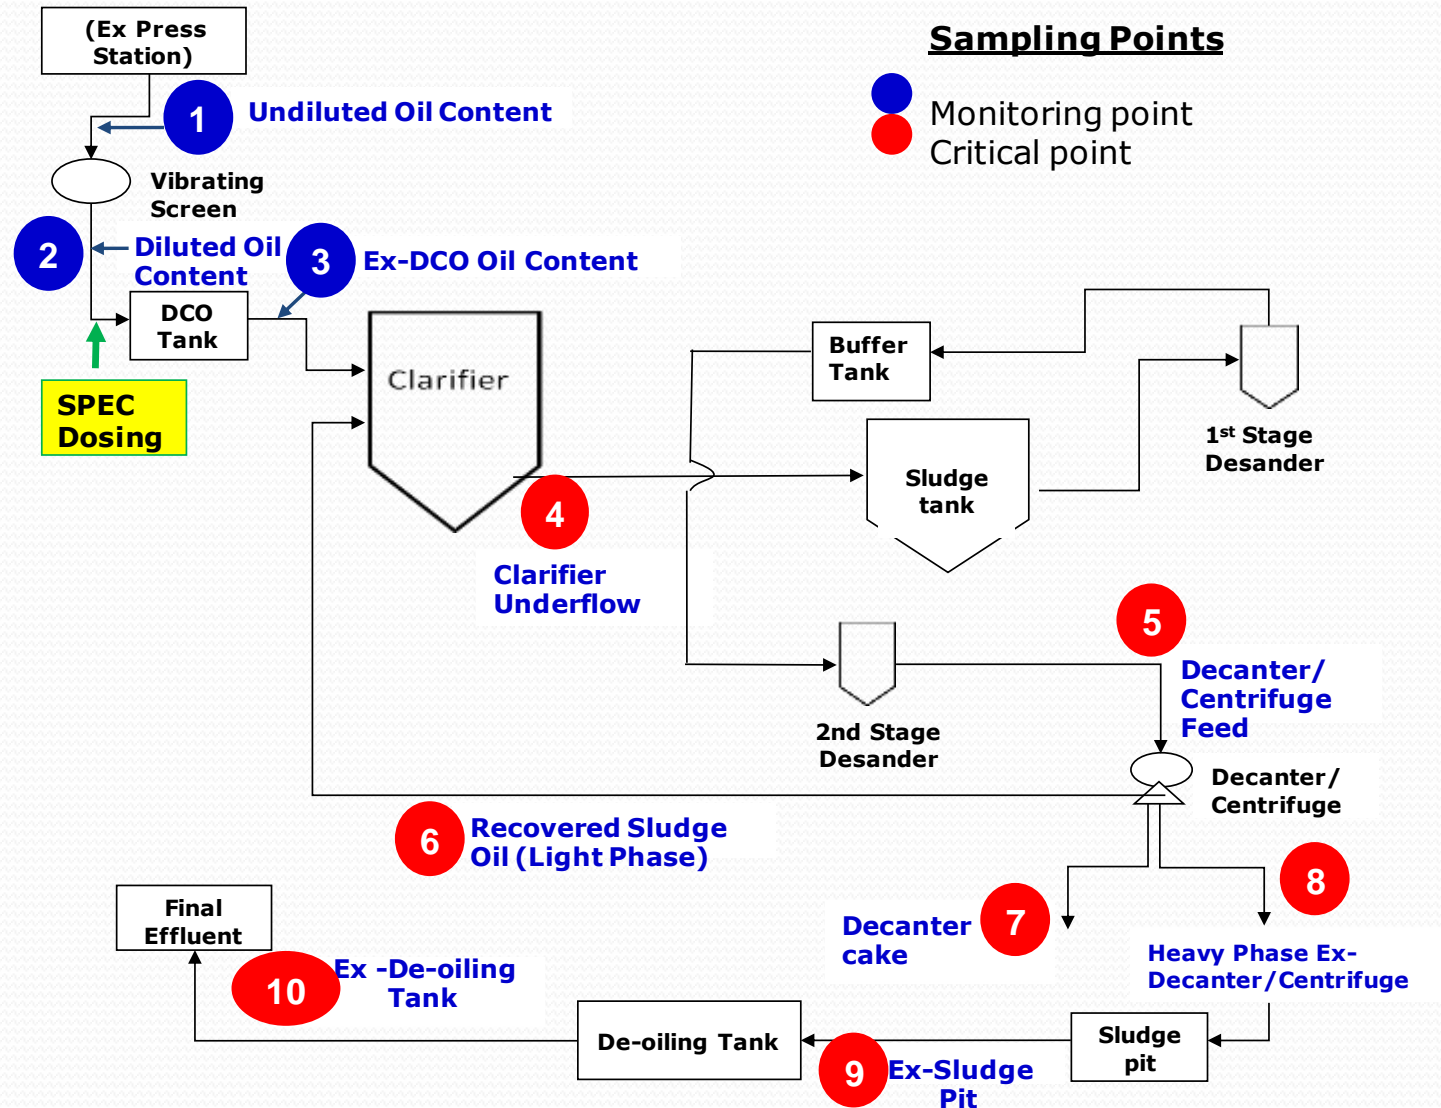 (Ex Press
Station)
Sampling Points
1
Undiluted Oil Content
Monitoring point
Critical point
Vibrating
Screen
2
Diluted Oil
Content
3
Ex-DCO Oil Content
DCO
Tank
SPEC
Dosing
Clarifier
Buffer
Tank
1st Stage
Desander
Sludge
tank
4
Clarifier
Underflow
5
Decanter/
Centrifuge
Feed
2nd Stage
Desander
Decanter/
Centrifuge
6
Recovered Sludge
Oil (Light Phase)
7
Decanter
cake
8
Heavy Phase Ex-
Decanter/Centrifuge
Final
Effluent
10
Ex -De-oiling
Tank
De-oiling Tank
9
Ex-Sludge
Pit
Sludge
pit